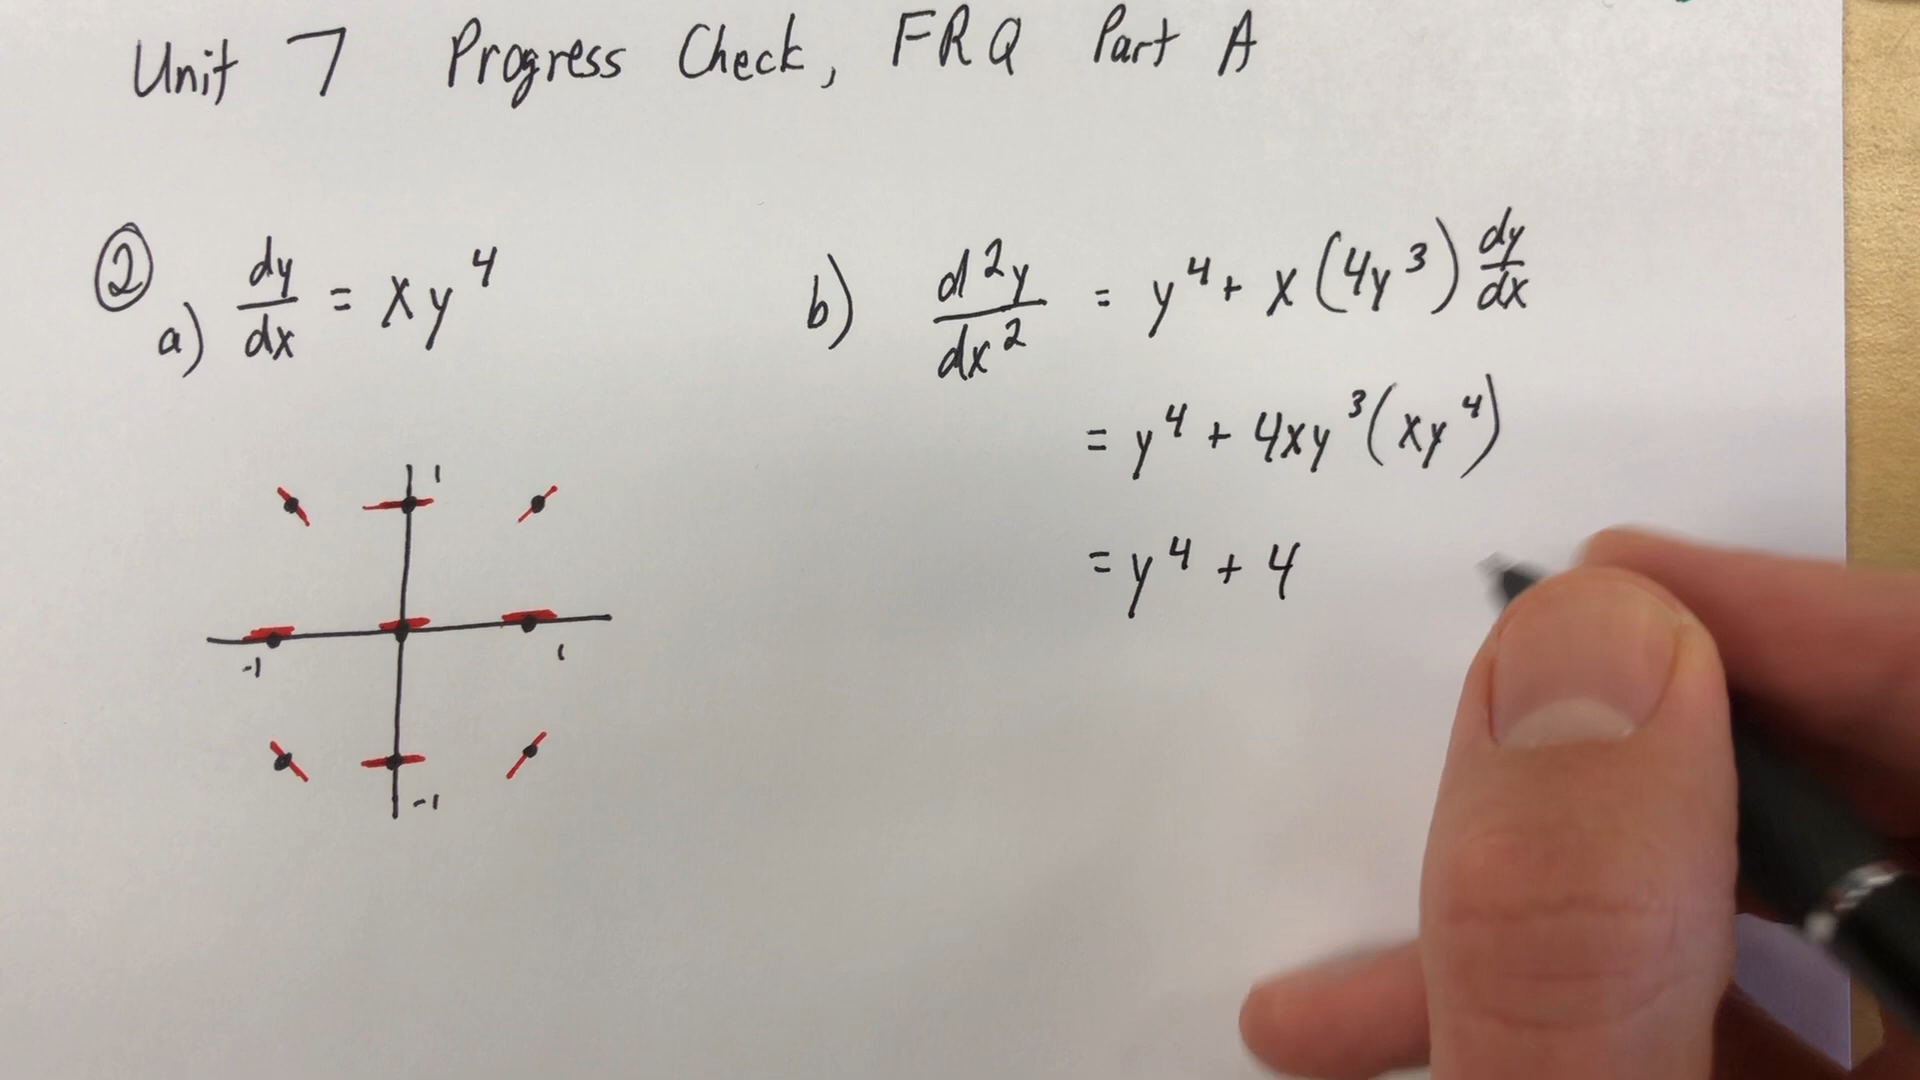 Unit 7 Progress Check, FRQ Part A
② a) dy/dx = xy⁴
b) d²y/dx² = y⁴ + x(4y³) dy/dx
= y⁴ + 4xy³(xy⁴)
= y⁴ + 4
1
-1 1
-1